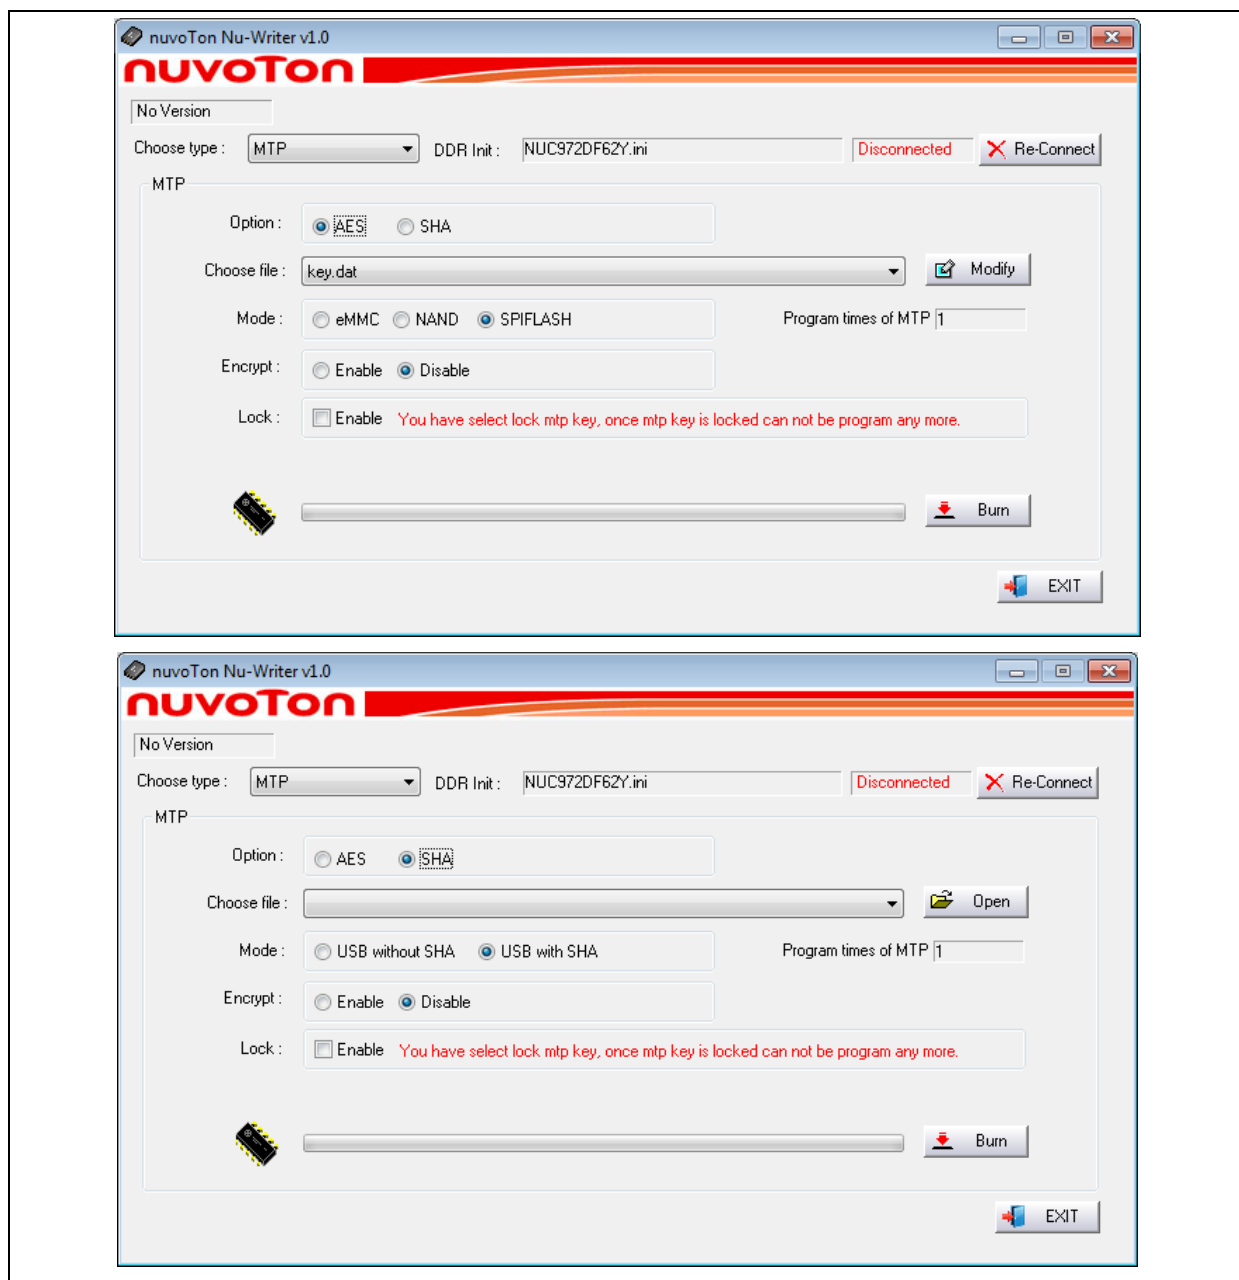 nuvoTon Nu-Writer v1.0
nuvoTon
No Version
Choose type : MTP DDR Init : NUC972DF62Y.ini Disconnected Re-Connect
MTP
Option : AES SHA
Choose file : key.dat Modify
Mode : eMMC NAND SPIFLASH Program times of MTP 1
Encrypt : Enable Disable
Lock : Enable You have select lock mtp key, once mtp key is locked can not be program any more.
Burn
EXIT
nuvoTon Nu-Writer v1.0
nuvoTon
No Version
Choose type : MTP DDR Init : NUC972DF62Y.ini Disconnected Re-Connect
MTP
Option : AES SHA
Choose file : Open
Mode : USB without SHA USB with SHA Program times of MTP 1
Encrypt : Enable Disable
Lock : Enable You have select lock mtp key, once mtp key is locked can not be program any more.
Burn
EXIT